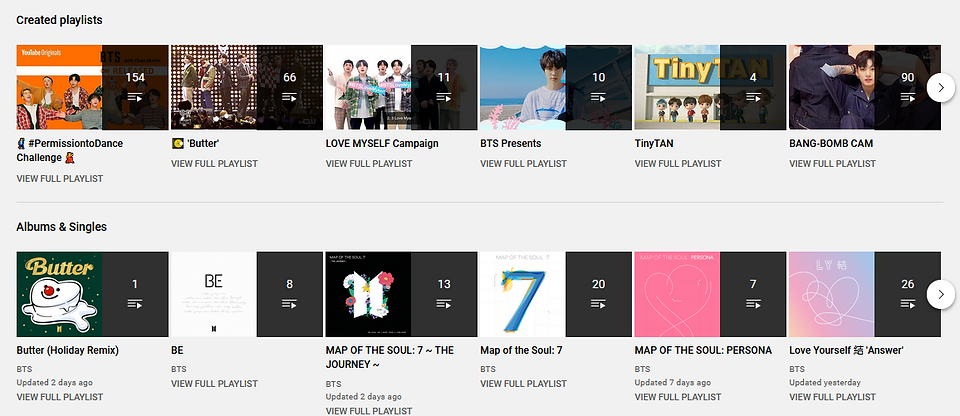 Created playlists
YouTube Originals
BTS
RELEASED
154
66
11
10
TinyTAN
4
90
#PermissiontoDance
Challenge
VIEW FULL PLAYLIST
'Butter'
VIEW FULL PLAYLIST
LOVE MYSELF Campaign
VIEW FULL PLAYLIST
BTS Presents
VIEW FULL PLAYLIST
TinyTAN
VIEW FULL PLAYLIST
BANG-BOMB CAM
VIEW FULL PLAYLIST
Albums & Singles
Butter
1
BE
8
MAP OF THE SOUL : 7
~ THE JOURNEY ~
13
MAP OF THE SOUL : 7
7
20
MAP OF THE SOUL : PERSONA
7
LY 結
26
Butter (Holiday Remix)
BTS
Updated 2 days ago
VIEW FULL PLAYLIST
BE
BTS
VIEW FULL PLAYLIST
MAP OF THE SOUL: 7 ~ THE
JOURNEY ~
BTS
Updated 2 days ago
VIEW FULL PLAYLIST
Map of the Soul: 7
BTS
VIEW FULL PLAYLIST
MAP OF THE SOUL: PERSONA
BTS
Updated 7 days ago
VIEW FULL PLAYLIST
Love Yourself 结 'Answer'
BTS
Updated yesterday
VIEW FULL PLAYLIST